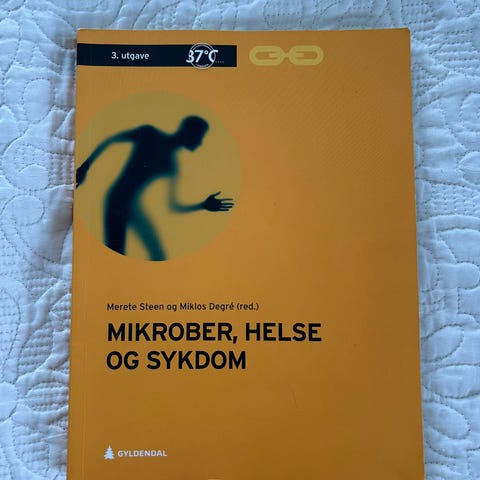 3. utgave
37°C
Merete Steen og Miklos Degré (red.)
MIKROBER, HELSE
OG SYKDOM
GYLDENDAL